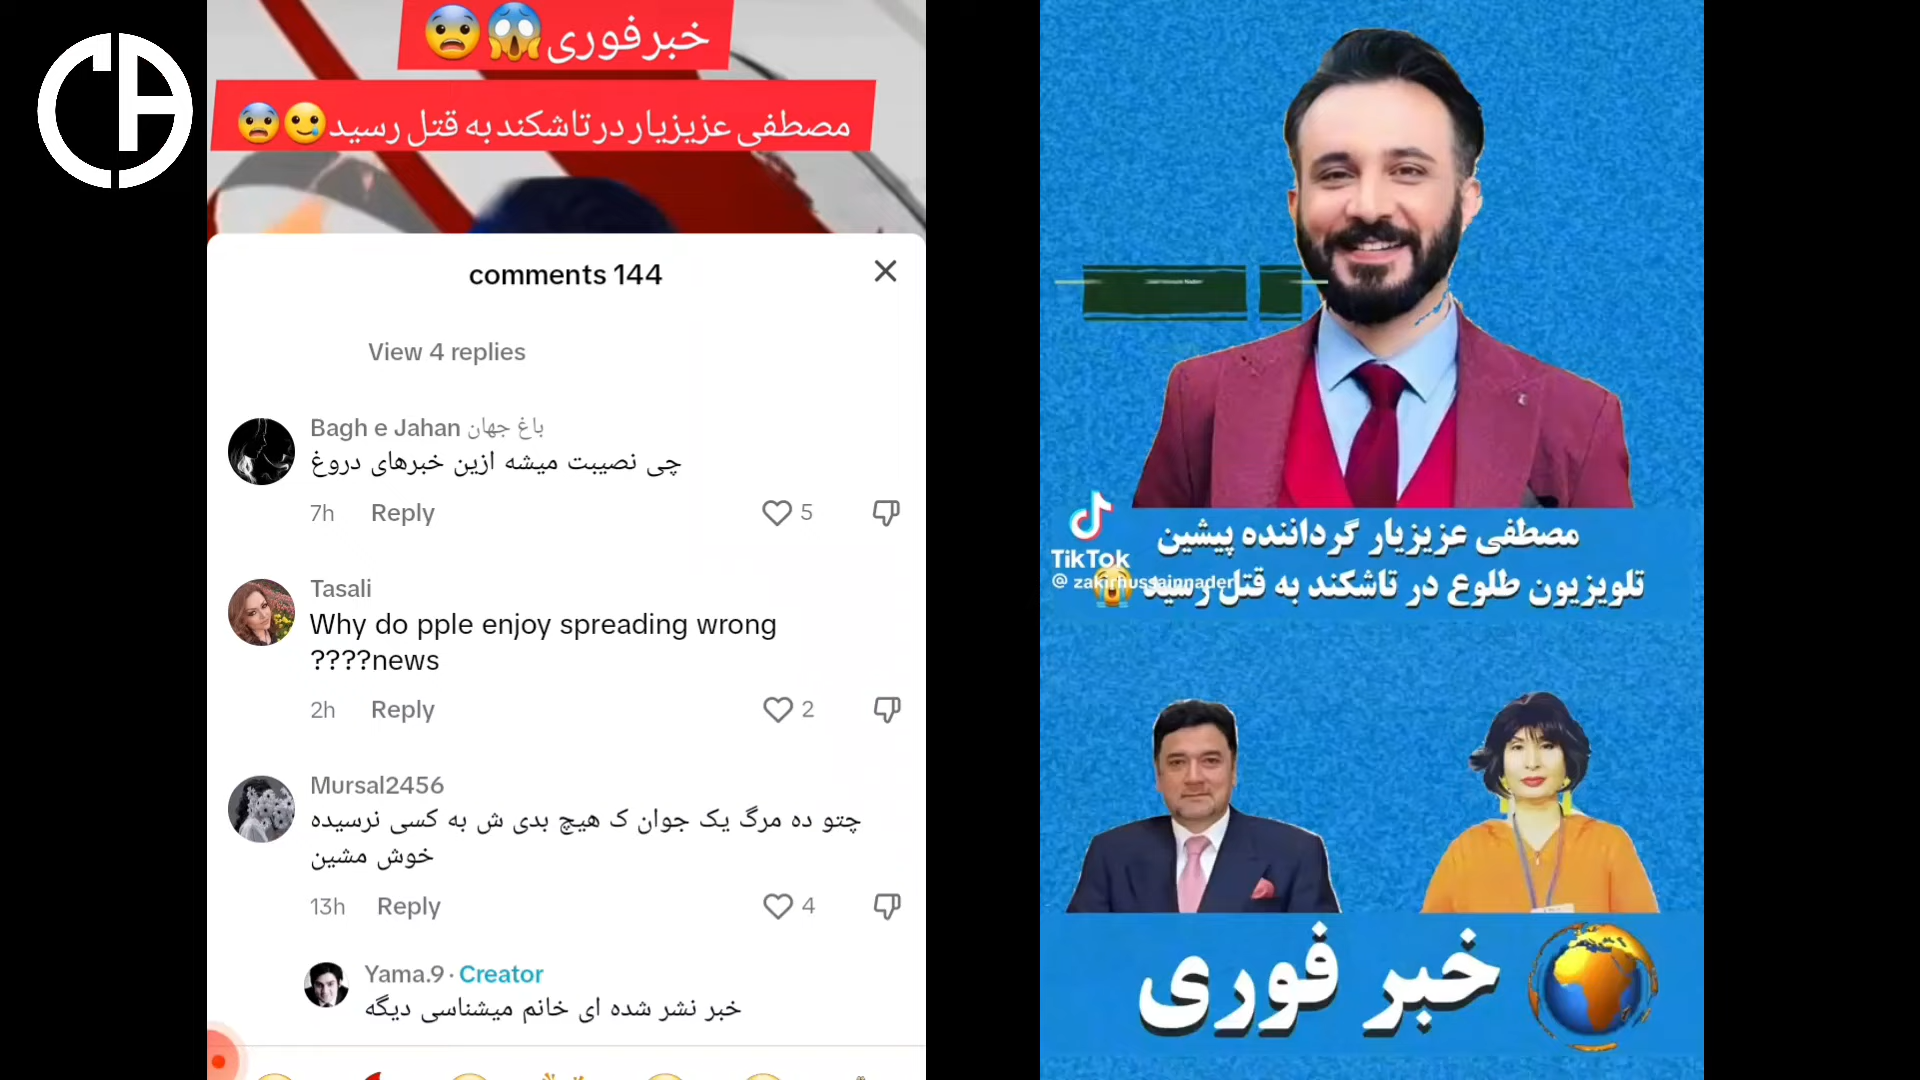 خبرفوری😱😨
مصطفی عزیزیار در تاشکند به قتل رسید🥲😨
comments 144
View 4 replies
Bagh e Jahan باغ جهان
چی نصیبت میشه ازین خبرهای دروغ
7h Reply 5
Tasali
Why do pple enjoy spreading wrong
????news
2h Reply 2
Mursal2456
چتو ده مرگ یک جوان ک هیچ بدی ش به کسی نرسیده
خوش مشین
13h Reply 4
Yama.9 · Creator
خبر نشر شده ای خانم میشناسی دیگه
مصطفی عزیزیار گرداننده پیشین
تلویزیون طلوع در تاشکند به قتل رسید😭
TikTok
@ zakirhussainnader
خبر فوری